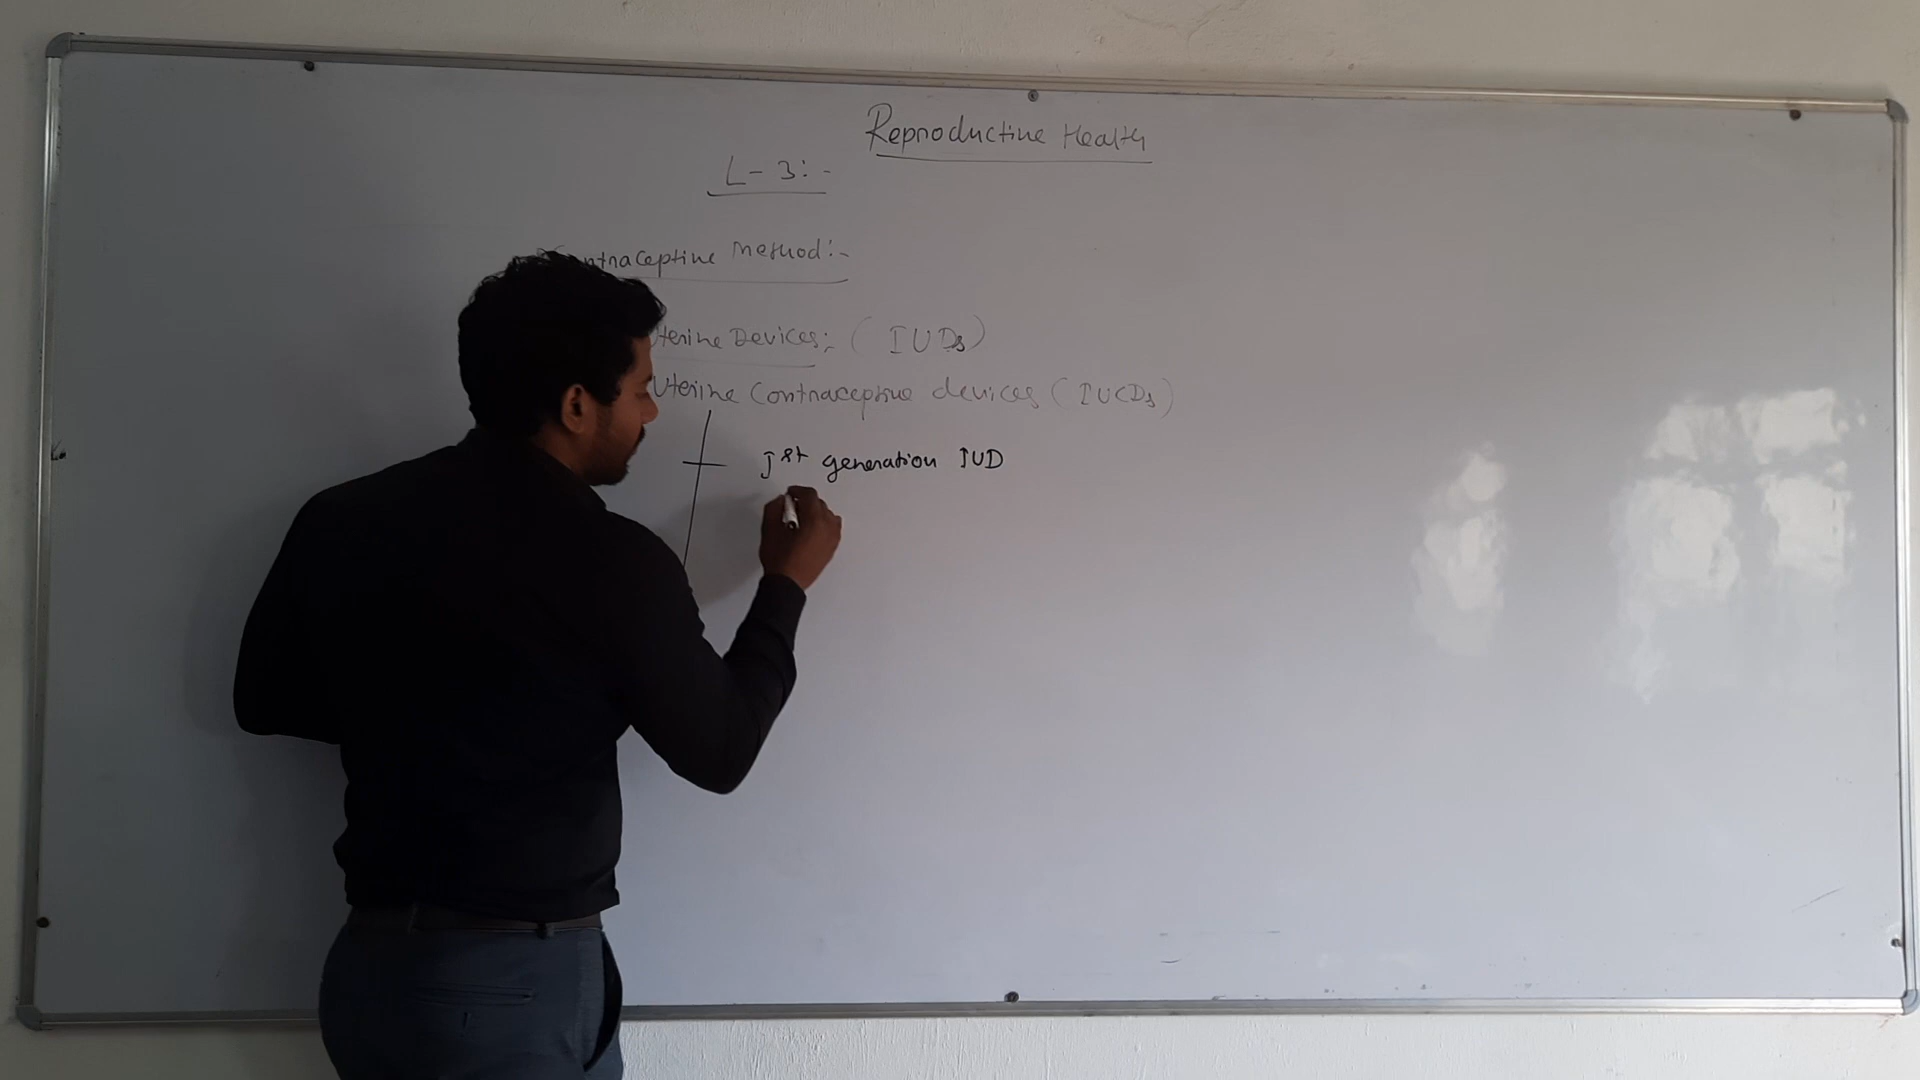 Reproductive Health
L-3:-
ntraceptive Method:-
terine Devices:- (IUDs)
Uterine Contraceptive devices (IUCDs)
Ist generation IUD